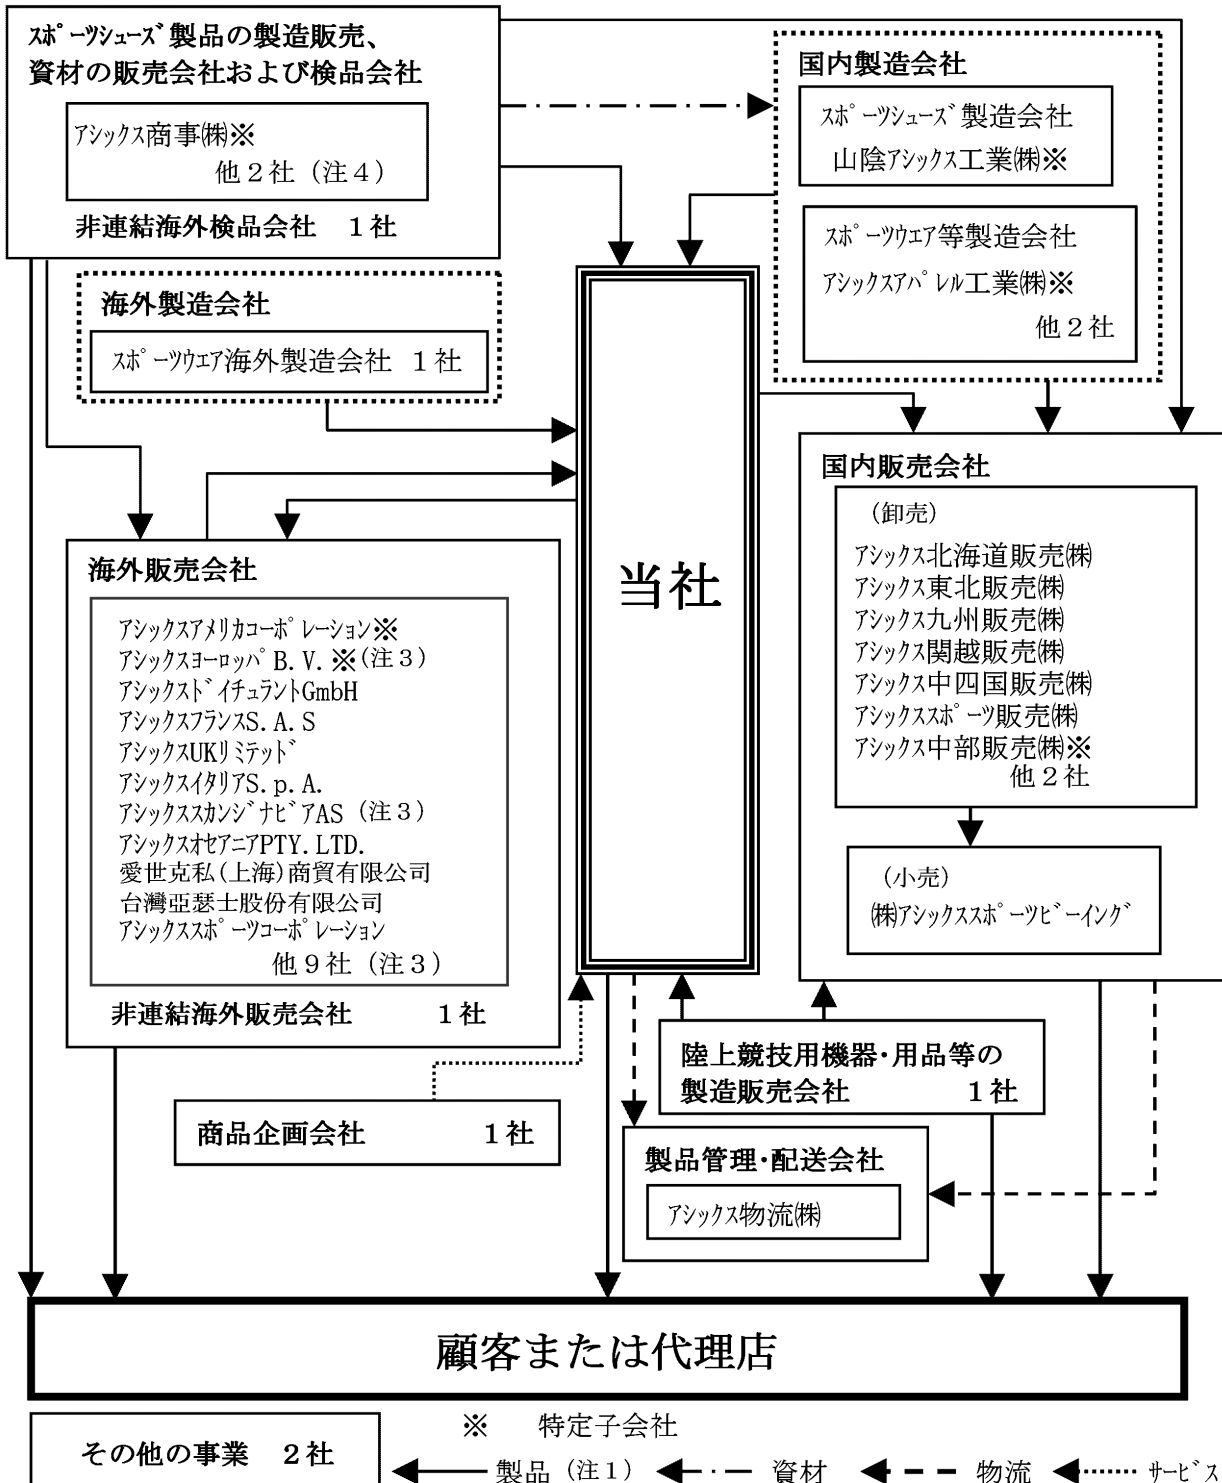 スポーツシューズ製品の製造販売、
資材の販売会社および検品会社
アシックス商事㈱※
他２社（注４）
非連結海外検品会社　１社
国内製造会社
スポーツシューズ製造会社
山陰アシックス工業㈱※
スポーツウエア等製造会社
アシックスアパレル工業㈱※
他２社
海外製造会社
スポーツウエア海外製造会社 １社
当社
国内販売会社
（卸売）
アシックス北海道販売㈱
アシックス東北販売㈱
アシックス九州販売㈱
アシックス関越販売㈱
アシックス中四国販売㈱
アシックススポーツ販売㈱
アシックス中部販売㈱※
他２社
（小売）
㈱アシックススポーツビーイング
海外販売会社
アシックスアメリカコーポレーション※
アシックスヨーロッパB.V.※（注３）
アシックスドイチュラントGmbH
アシックスフランスS.A.S
アシックスUKリミテッド
アシックスイタリアS.p.A.
アシックススカンジナビアAS（注３）
アシックスオセアニアPTY.LTD.
愛世克私(上海)商貿有限公司
台灣亞瑟士股份有限公司
アシックススポーツコーポレーション
他９社（注３）
非連結海外販売会社　１社
陸上競技用機器・用品等の
製造販売会社　１社
商品企画会社　１社
製品管理・配送会社
アシックス物流㈱
顧客または代理店
その他の事業　２社
※　特定子会社
製品（注１）　資材　物流　サービス